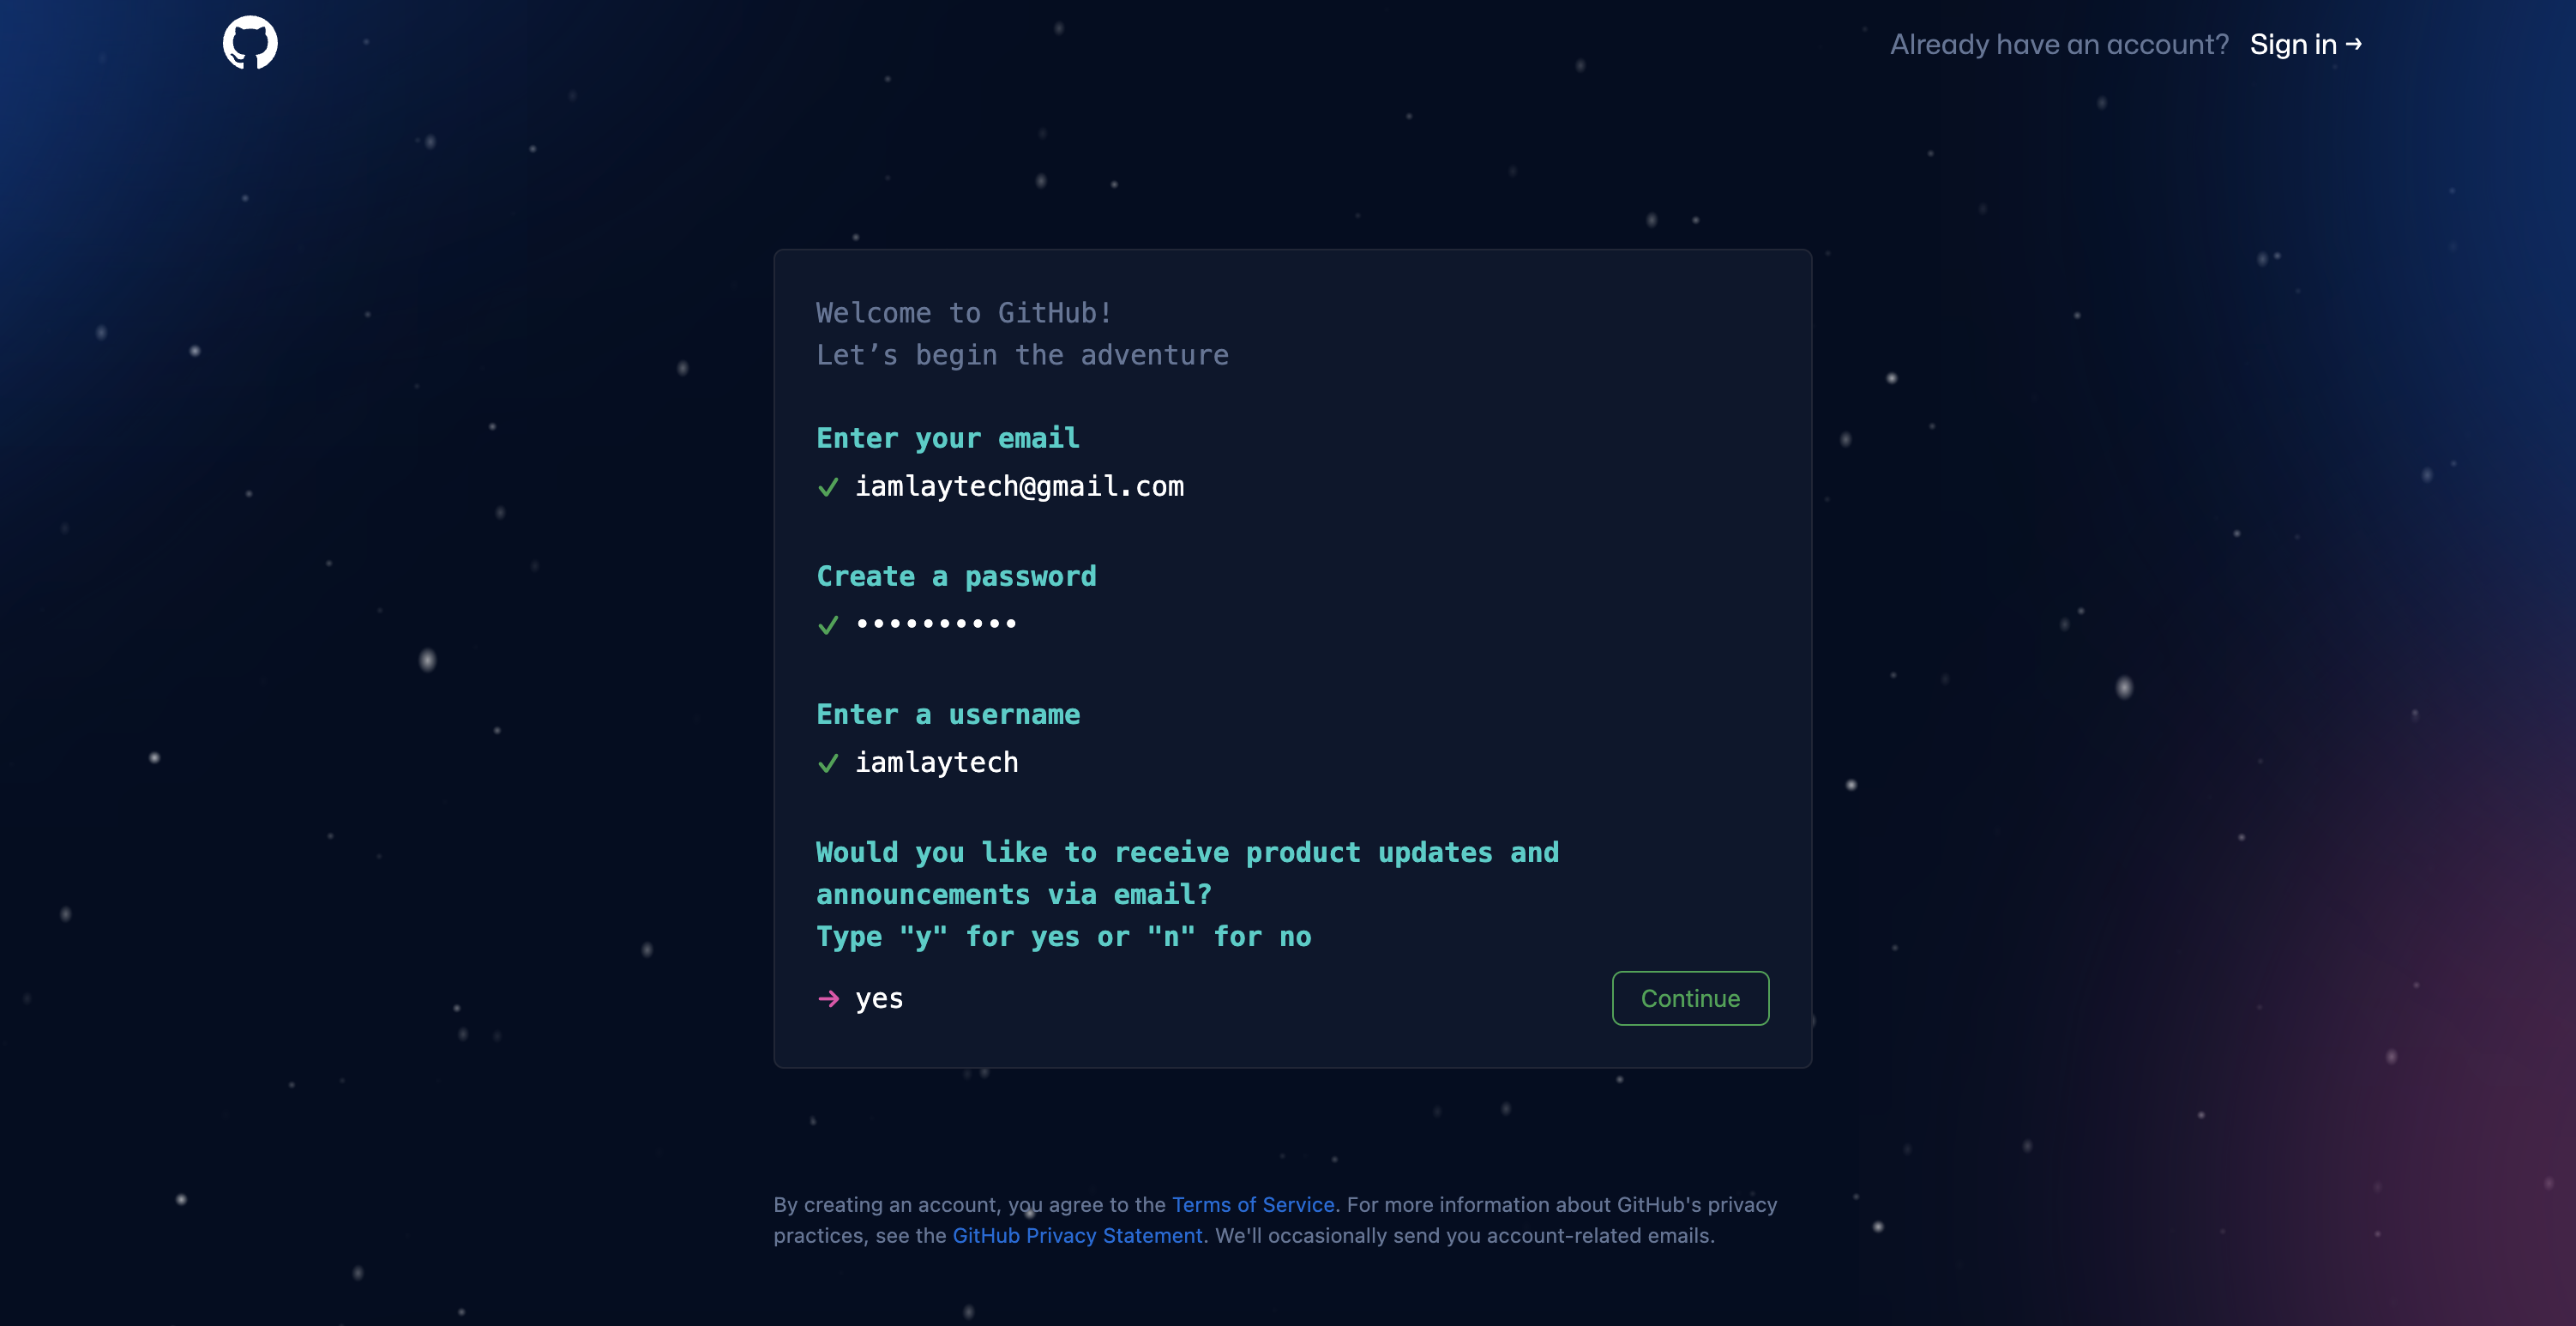 Already have an account? Sign in →
Welcome to GitHub!
Let’s begin the adventure
Enter your email
✓ iamlaytech@gmail.com
Create a password
✓ ••••••••••
Enter a username
✓ iamlaytech
Would you like to receive product updates and
announcements via email?
Type "y" for yes or "n" for no
→ yes
Continue
By creating an account, you agree to the Terms of Service. For more information about GitHub's privacy
practices, see the GitHub Privacy Statement. We'll occasionally send you account-related emails.